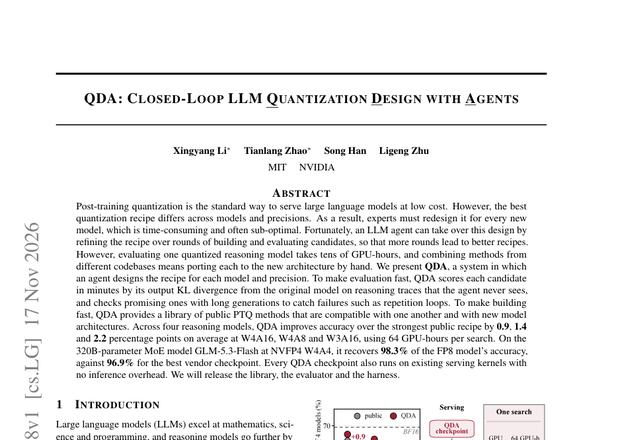 QDA: CLOSED-LOOP LLM QUANTIZATION DESIGN WITH AGENTS
Xingyang Li* Tianlang Zhao* Song Han Ligeng Zhu
MIT NVIDIA
ABSTRACT
Post-training quantization is the standard way to serve large language models at low cost. However, the best
quantization recipe differs across models and precisions. As a result, experts must redesign it for every new
model, which is time-consuming and often sub-optimal. Fortunately, an LLM agent can take over this design by
refining the recipe over rounds of building and evaluating candidates, so that more rounds lead to better recipes.
However, evaluating one quantized reasoning model takes tens of GPU-hours, and combining methods from
different codebases means porting each to the new architecture by hand. We present QDA, a system in which
an agent designs the recipe for each model and precision. To make evaluation fast, QDA scores each candidate
in minutes by its output KL divergence from the original model on reasoning traces that the agent never sees,
and checks promising ones with long generations to catch failures such as repetition loops. To make building
fast, QDA provides a library of public PTQ methods that are compatible with one another and with new model
architectures. Across four reasoning models, QDA improves accuracy over the strongest public recipe by 0.9, 1.4
and 2.2 percentage points on average at W4A16, W4A8 and W3A16, using 64 GPU-hours per search. On the
320B-parameter MoE model GLM-5.3-Flash at NVFP4 W4A4, it recovers 98.3% of the FP8 model's accuracy,
against 96.9% for the best vendor checkpoint. Every QDA checkpoint also runs on existing serving kernels with
no inference overhead. We will release the library, the evaluator and the harness.
8v1 [cs.LG] 17 Nov 2026
1 INTRODUCTION
Large language models (LLMs) excel at mathematics, sci-
ence and programming, and reasoning models go further by
4 models (%)
70
public QDA
BF16
+0.9
Serving
QDA
checkpoint
One search
GPU 64 GPU-h